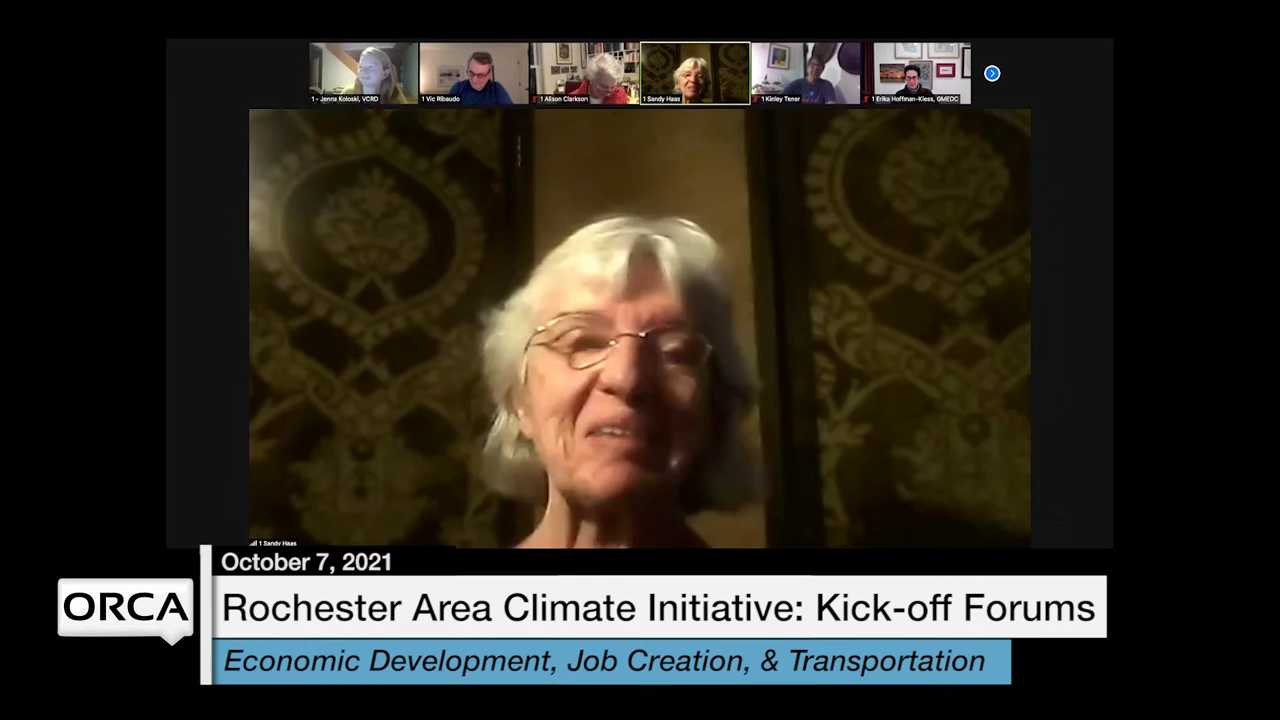 1 - Jenna Koloski, VCRD
1 Vic Ribaudo
1 Alison Clarkson
1 Sandy Haas
1 Kinley Tener
1 Erika Hoffman-Kiess, GMEDC
1 Sandy Haas
October 7, 2021
ORCA
Rochester Area Climate Initiative: Kick-off Forums
Economic Development, Job Creation, & Transportation